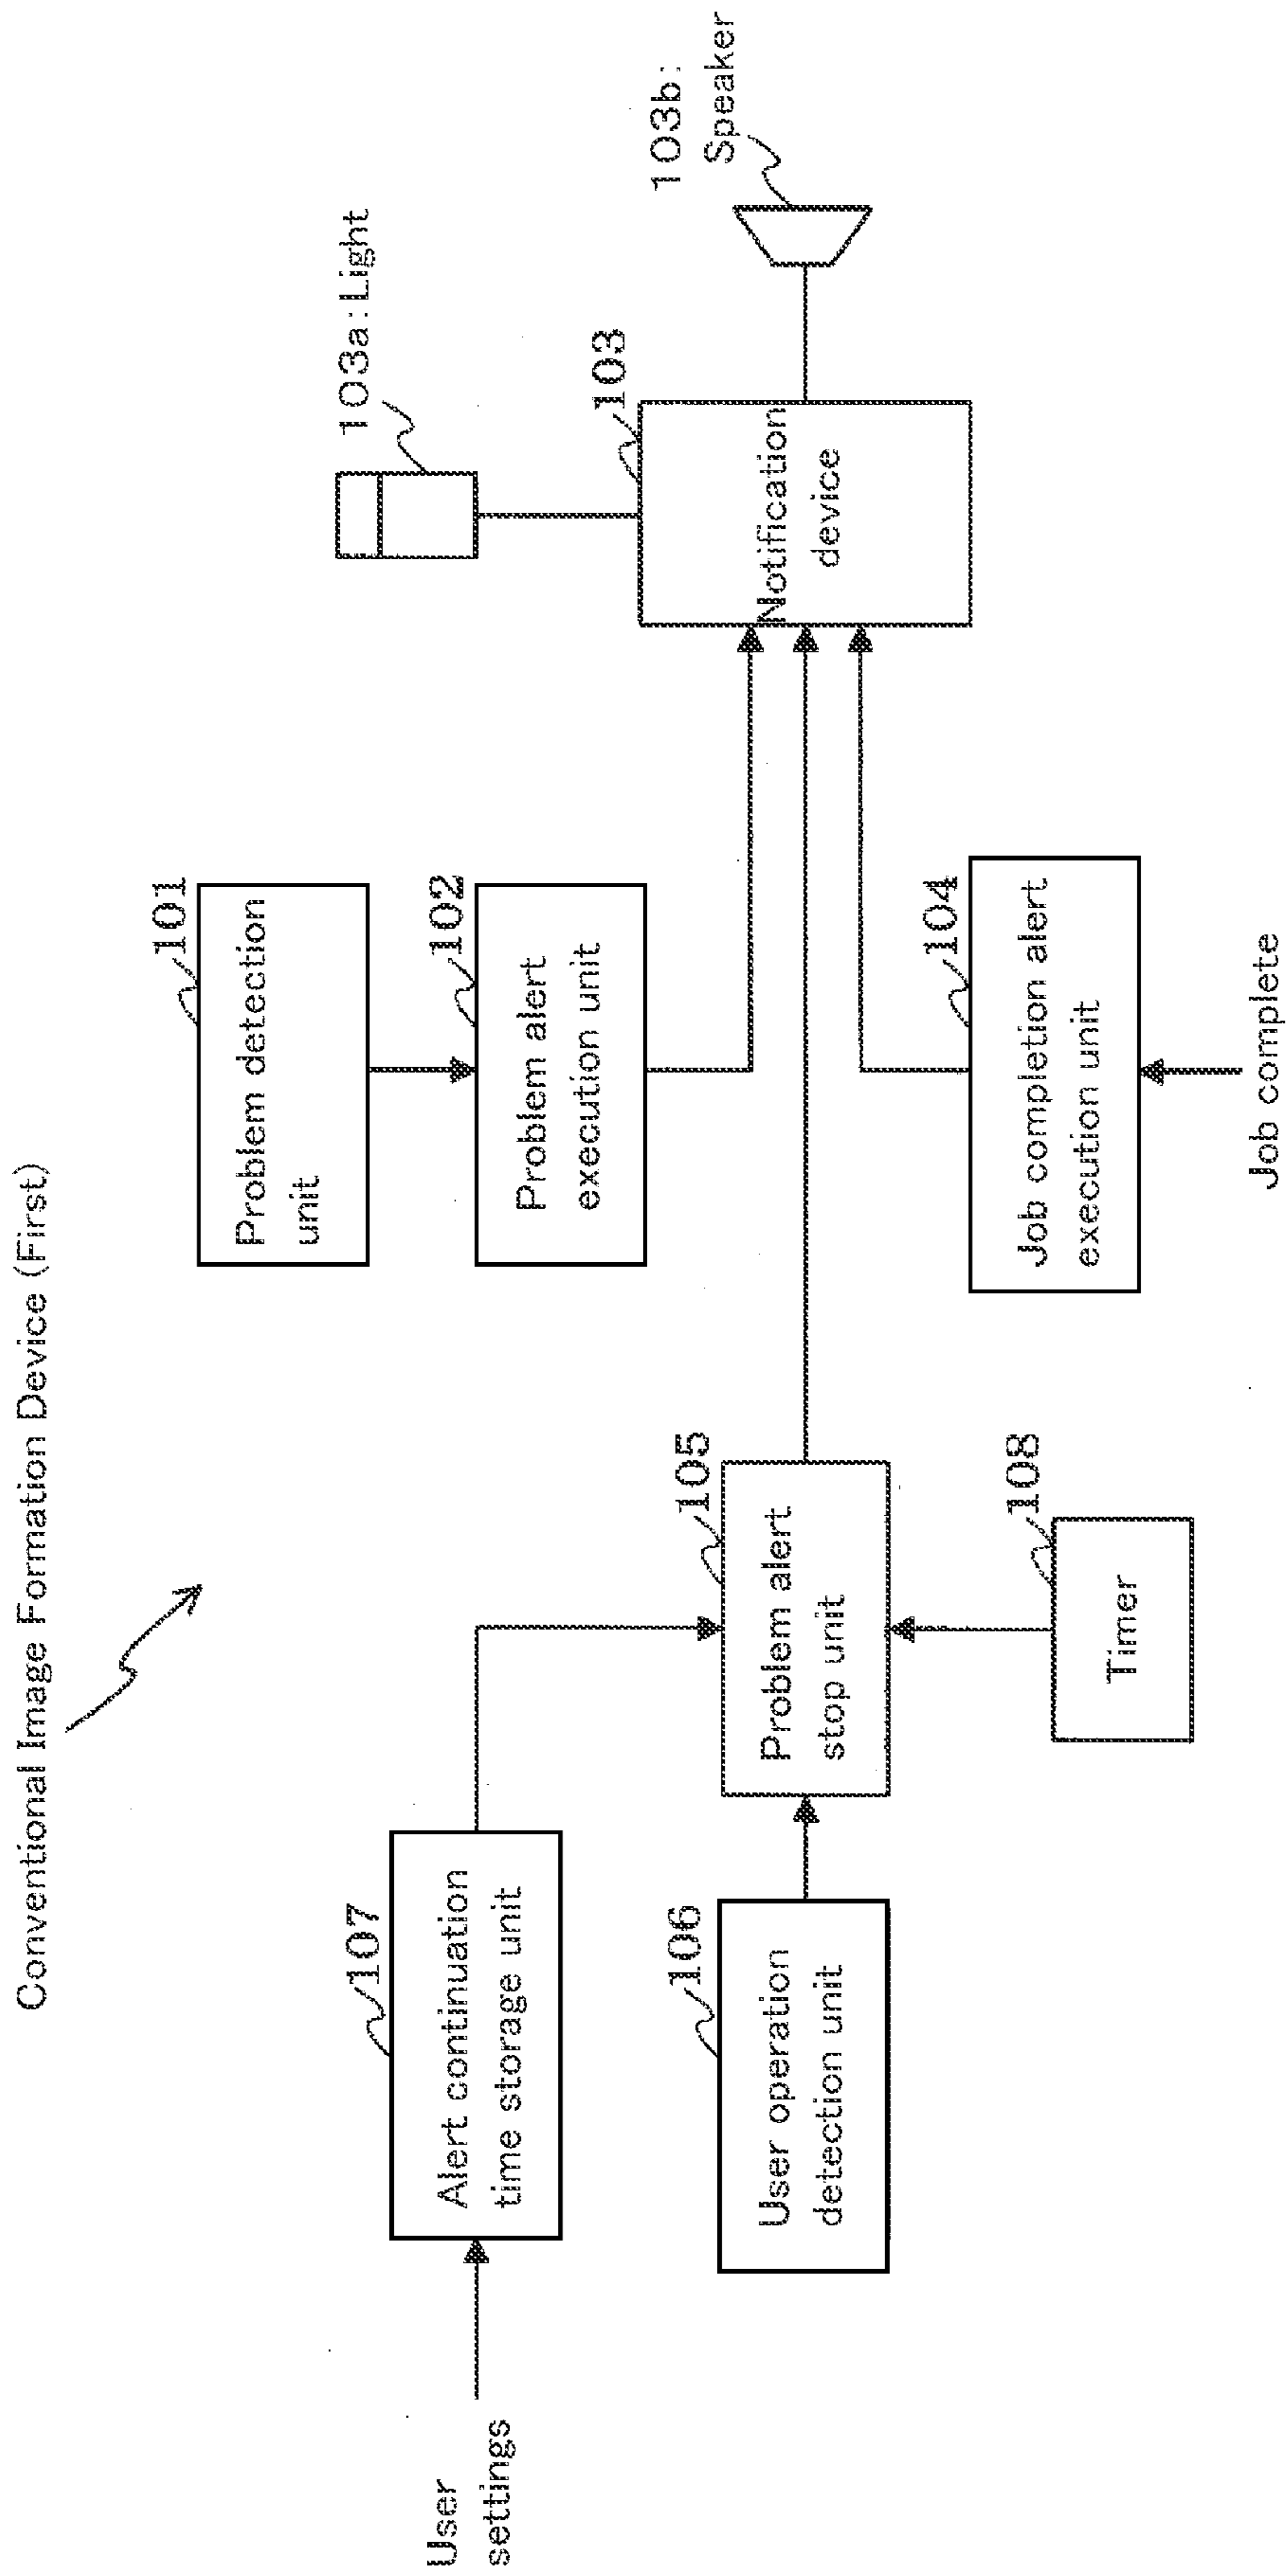 Conventional Image Formation Device (First)
101
Problem detection
unit
102
Problem alert
execution unit
103a:Light
103
Notification
device
103b:
Speaker
104
Job completion alert
execution unit
Job complete
105
Problem alert
stop unit
108
Timer
107
Alert continuation
time storage unit
User
settings
106
User operation
detection unit